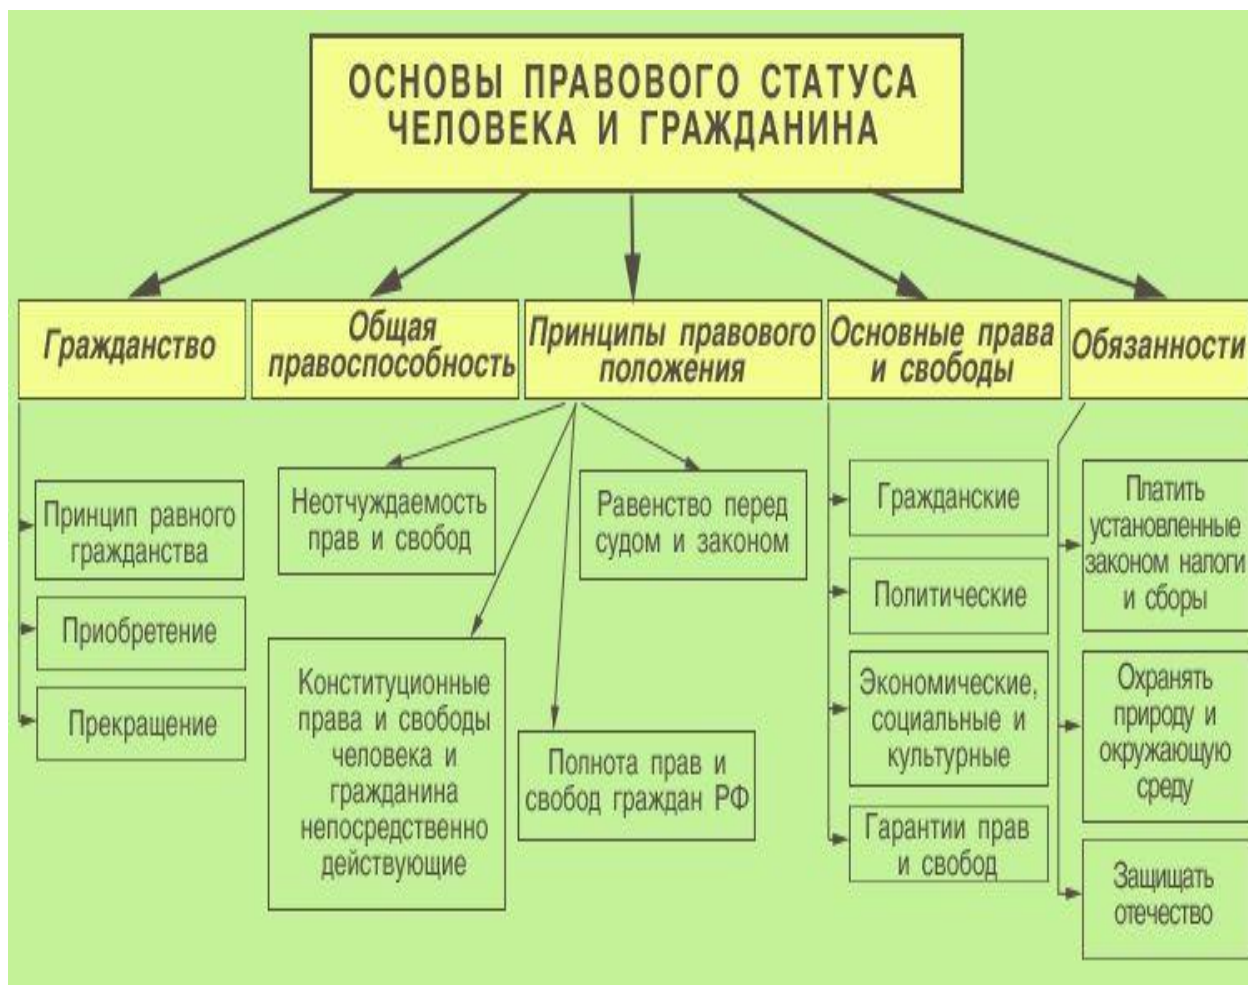 ОСНОВЫ ПРАВОВОГО СТАТУСА
ЧЕЛОВЕКА И ГРАЖДАНИНА
Гражданство
Общая
правоспособность
Принципы правового
положения
Основные права
и свободы
Обязанности
Принцип равного
гражданства
Приобретение
Прекращение
Неотчуждаемость
прав и свобод
Конституционные
права и свободы
человека и
гражданина
непосредственно
действующие
Равенство перед
судом и законом
Полнота прав и
свобод граждан РФ
Гражданские
Политические
Экономические,
социальные и
культурные
Гарантии прав
и свобод
Платить
установленные
законом налоги
и сборы
Охранять
природу и
окружающую
среду
Защищать
отечество